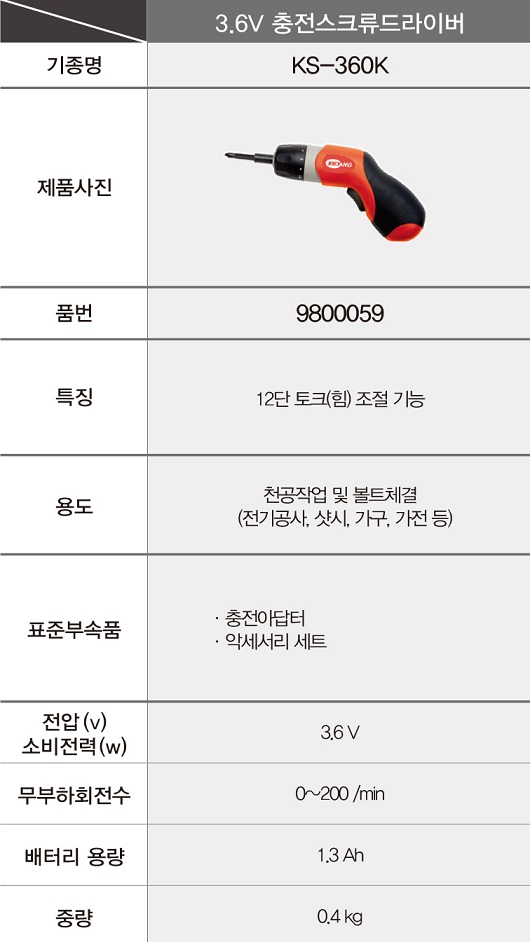 3.6V 충전스크류드라이버
기종명
KS-360K
제품사진
KEYANG
품번
9800059
특징
12단 토크(힘) 조절 기능
용도
천공작업 및 볼트체결
(전기공사, 샷시, 가구, 가전 등)
표준부속품
· 충전아답터
· 악세서리 세트
전압(v)
소비전력(w)
3.6 V
무부하회전수
0~200 /min
배터리 용량
1.3 Ah
중량
0.4 kg